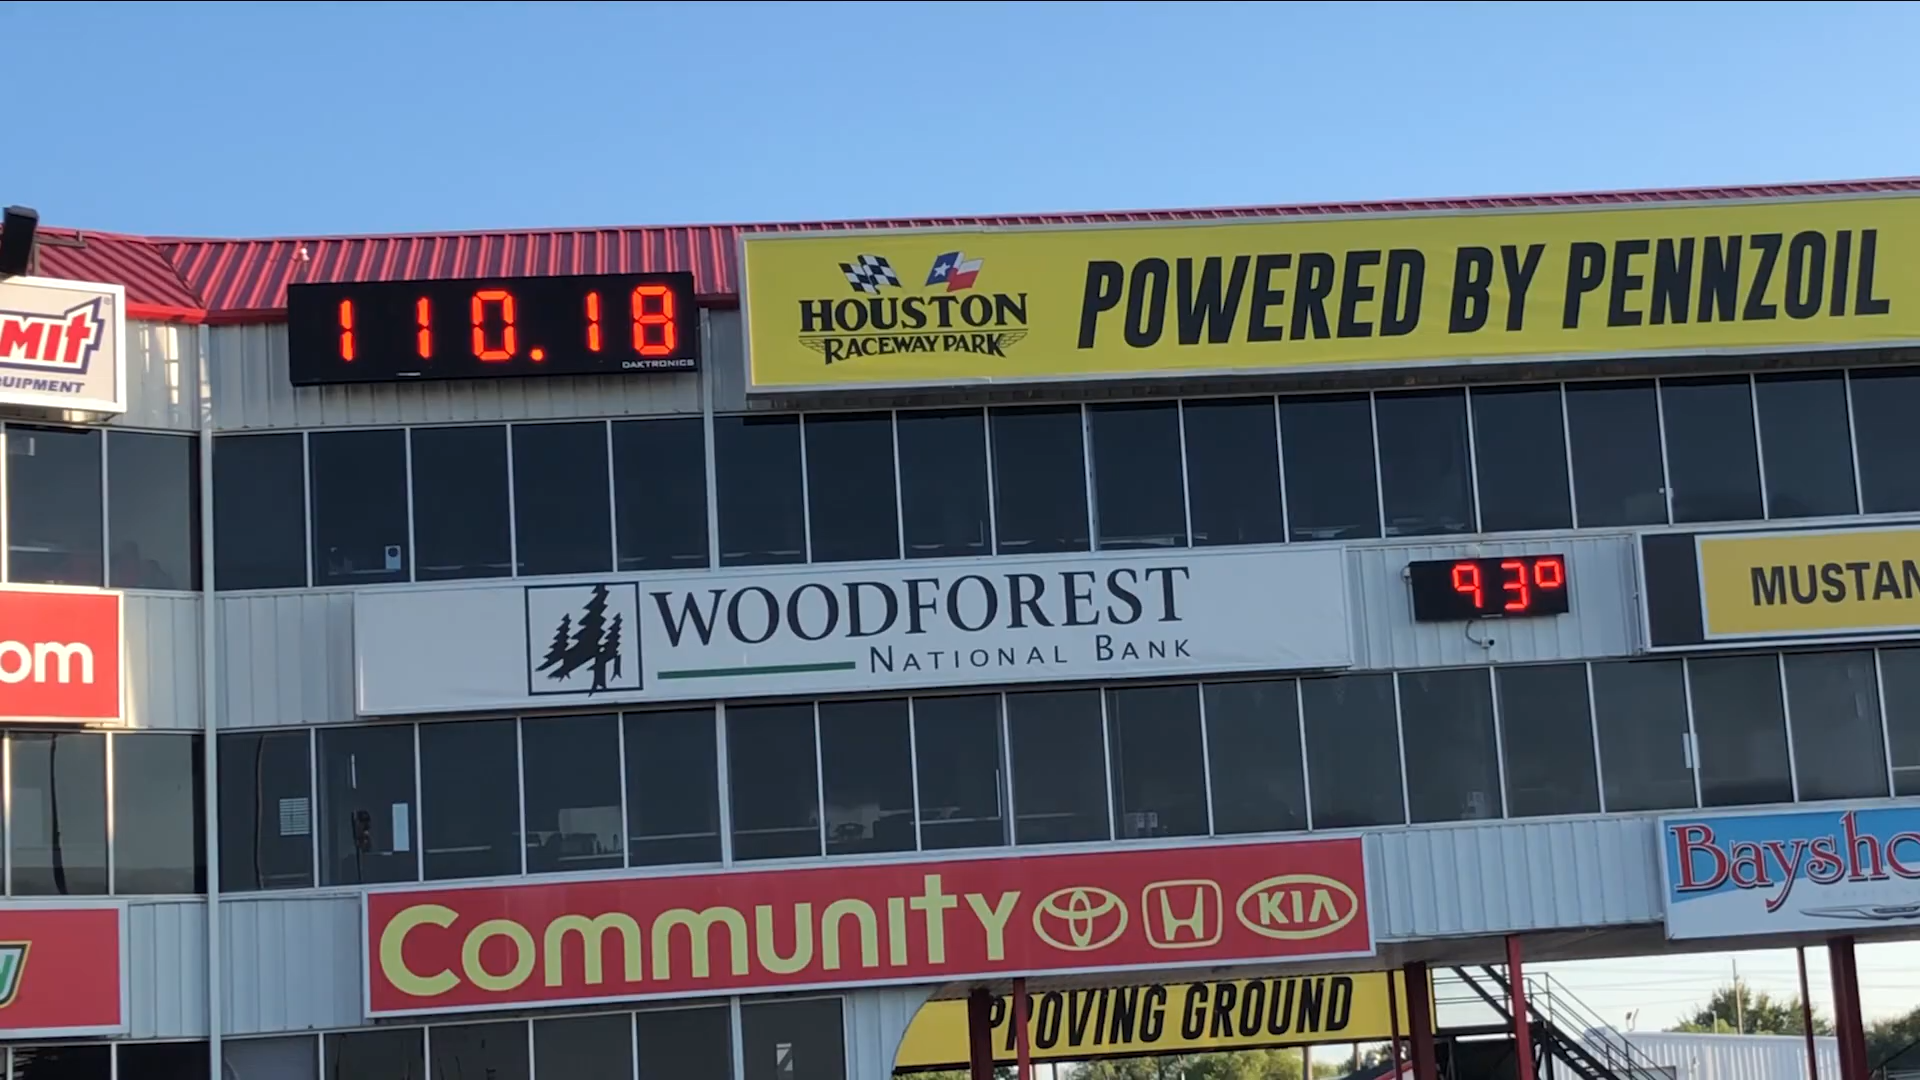 110.18
DAKTRONICS
HOUSTON
RACEWAY PARK
POWERED BY PENNZOIL
MIT
UIPMENT
WOODFOREST
NATIONAL BANK
93°
MUSTAN
om
Community
KIA
Baysho
PROVING GROUND